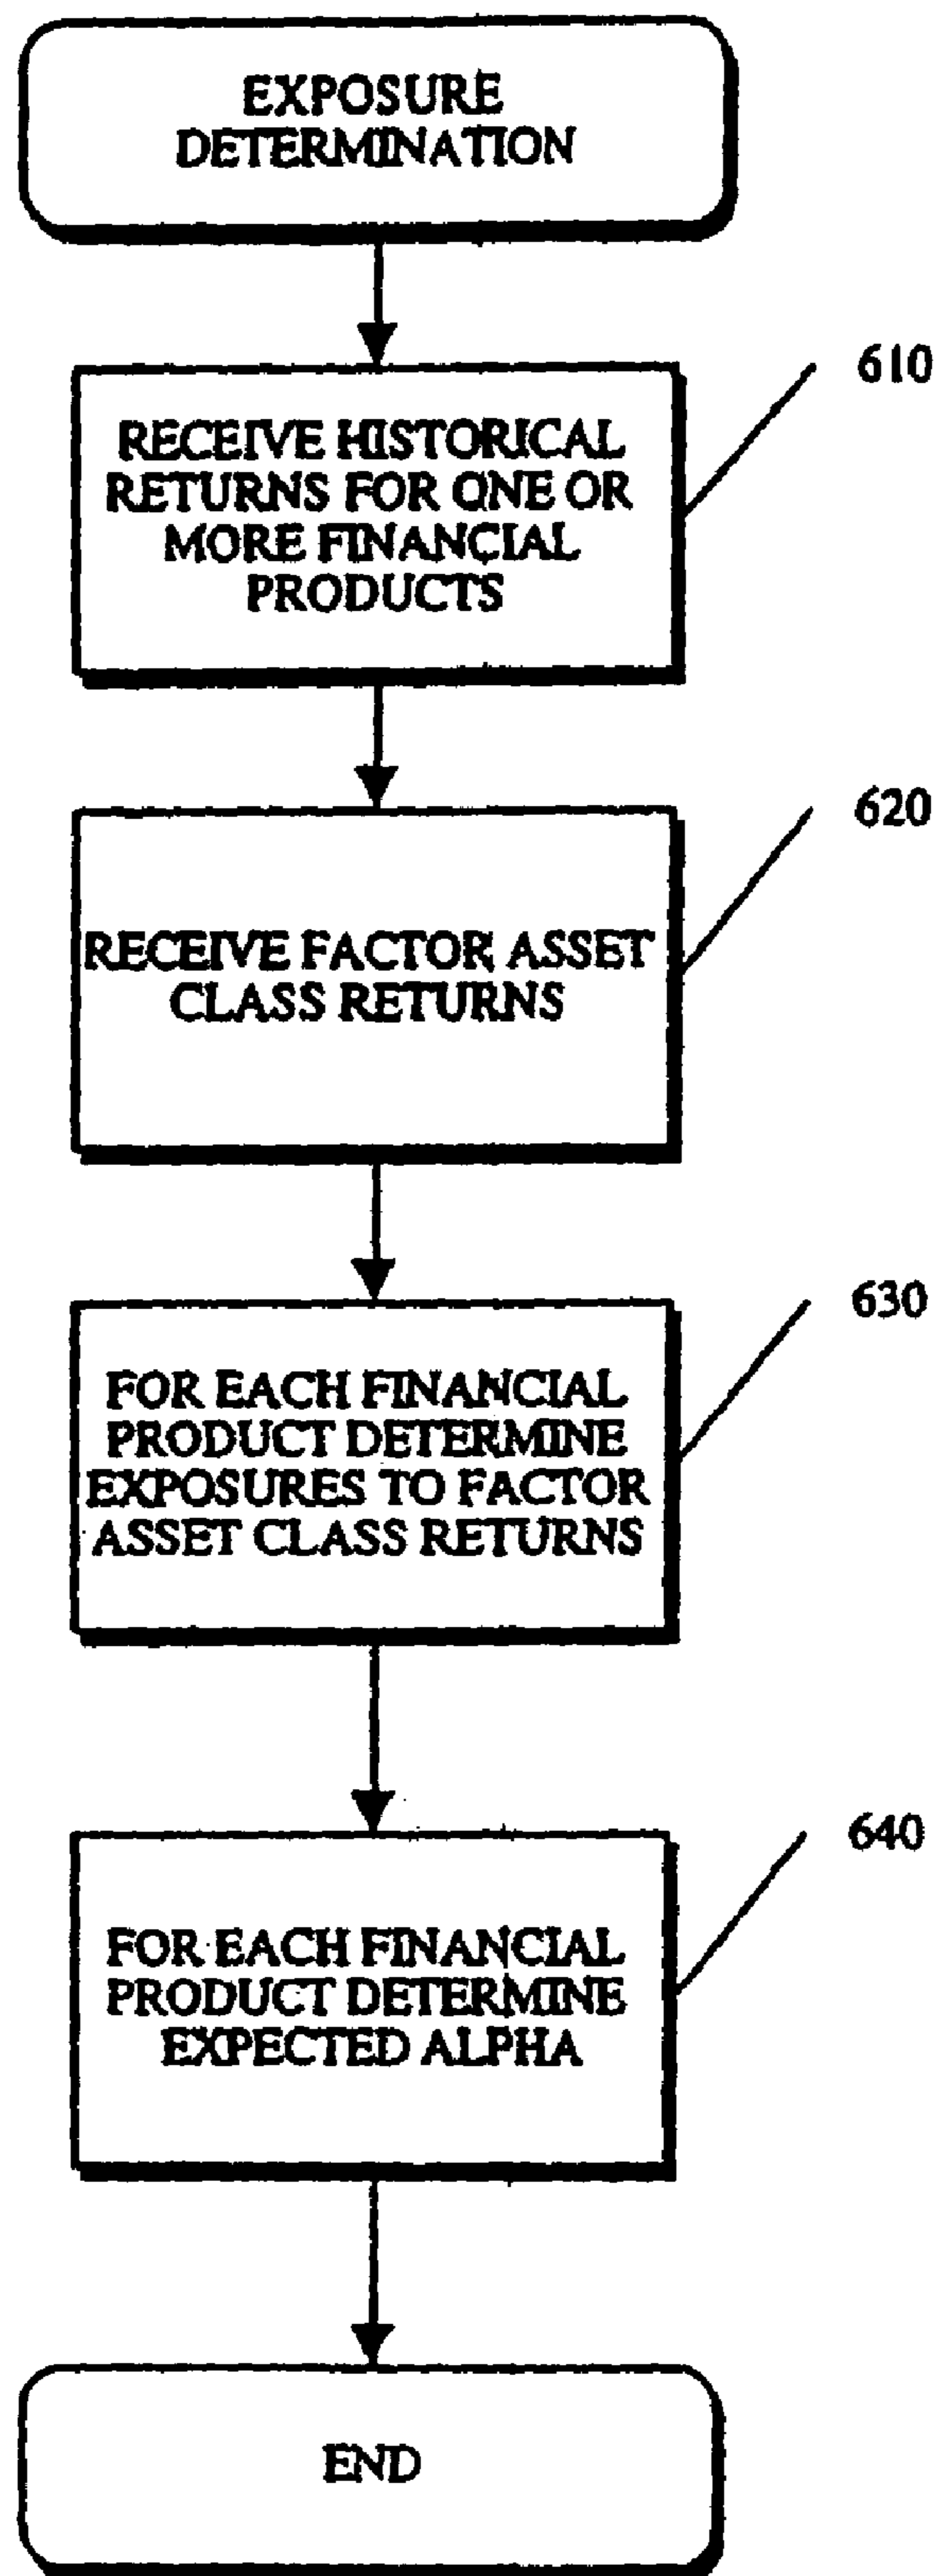 EXPOSURE
DETERMINATION
610
RECEIVE HISTORICAL
RETURNS FOR ONE OR
MORE FINANCIAL
PRODUCTS
620
RECEIVE FACTOR ASSET
CLASS RETURNS
630
FOR EACH FINANCIAL
PRODUCT DETERMINE
EXPOSURES TO FACTOR
ASSET CLASS RETURNS
640
FOR EACH FINANCIAL
PRODUCT DETERMINE
EXPECTED ALPHA
END